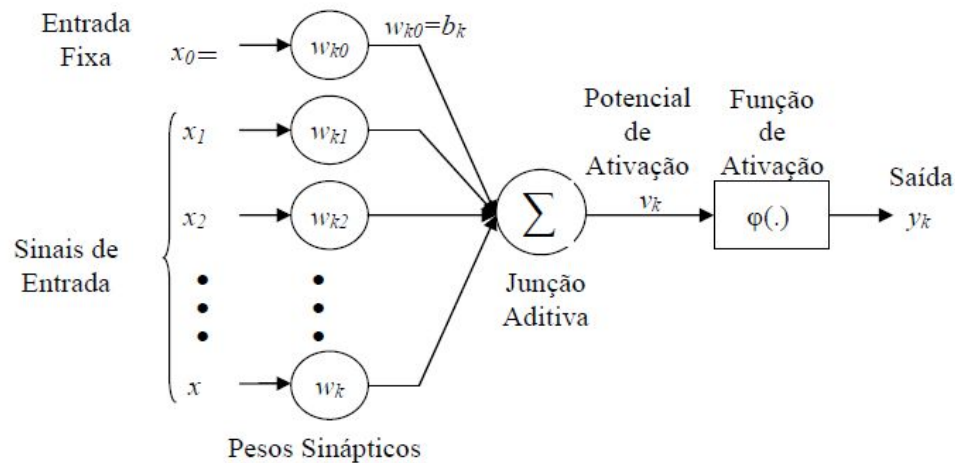 Entrada
Fixa
x0=
wk0
wk0=bk
x1
wk1
x2
wk2
Sinais de
Entrada
x
wk
Pesos Sinápticos
Σ
Junção
Aditiva
Potencial
de
Ativação
vk
Função
de
Ativação
φ(.)
Saída
yk